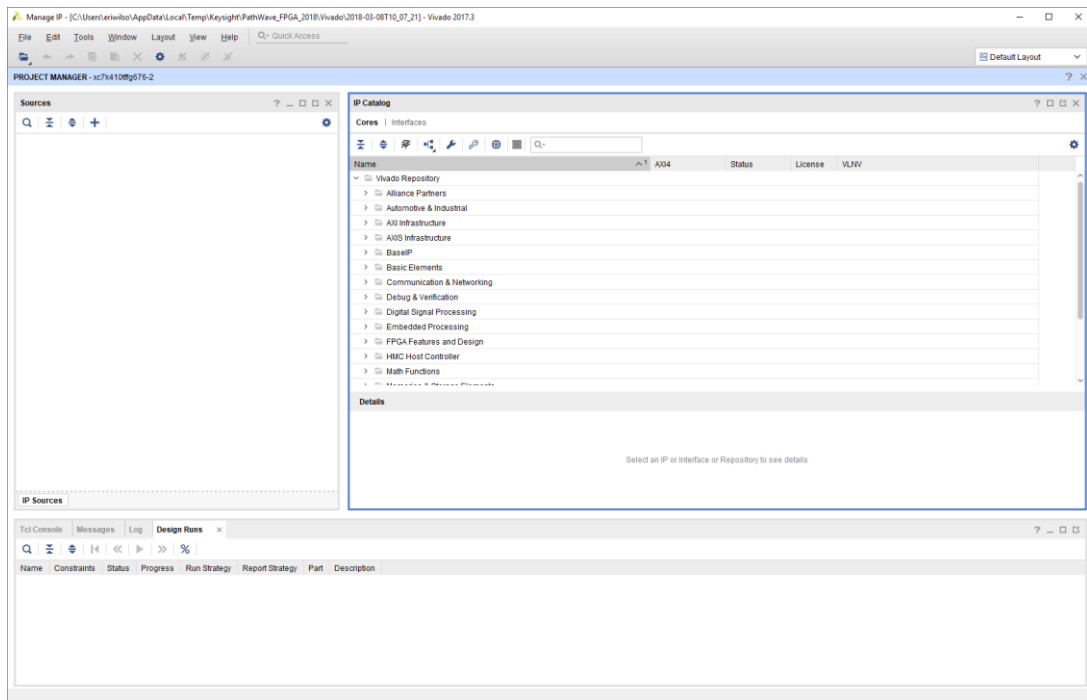 Manage IP - [C:\Users\eriwilso\AppData\Local\Temp\Keysight\PathWave_FPGA_2018\Vivado\2018-03-08T10_07_21] - Vivado 2017.3
File Edit Tools Window Layout View Help Quick Access
Default Layout
PROJECT MANAGER - xc7k410tffg676-2
Sources
IP Sources
IP Catalog
Cores | Interfaces
Name ^1 AXI4 Status License VLNV
Vivado Repository
Alliance Partners
Automotive & Industrial
AXI Infrastructure
AXIS Infrastructure
BaseIP
Basic Elements
Communication & Networking
Debug & Verification
Digital Signal Processing
Embedded Processing
FPGA Features and Design
HMC Host Controller
Math Functions
Memories & Storage Elements
Details
Select an IP or Interface or Repository to see details
Tcl Console Messages Log Design Runs
Name Constraints Status Progress Run Strategy Report Strategy Part Description